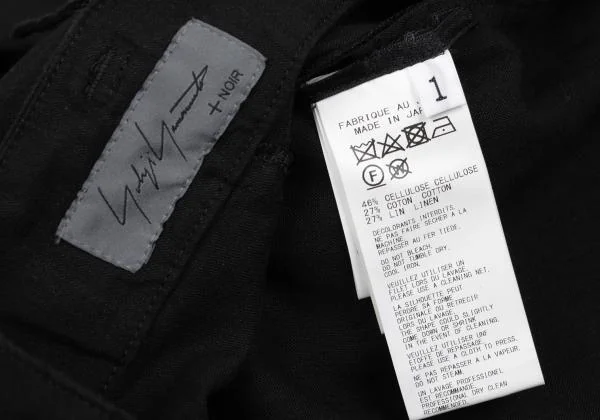 Yohji Yamamoto
+ NOIR
1
FABRIQUE AU
MADE IN JAP
F W
46% CELLULOSE CELLULOSE
27% COTON COTTON
27% LIN LINEN
DECOLORANTS INTERDITS.
NE PAS FAIRE SECHER A LA
MACHINE.
REPASSER AU FER TIEDE.
DO NOT BLEACH.
DO NOT TUMBLE DRY.
COOL IRON.
VEUILLEZ UTILISER UN
FILET LORS DU LAVAGE.
PLEASE USE A CLEANING NET.
LA SILHOUETTE PEUT
PERDRE SA FORME
ORIGINALE OU RETRECIR
LORS DU LAVAGE.
THE SHAPE COULD SLIGHTLY
COME DOWN OR SHRINK
IN THE EVENT OF CLEANING.
VEUILLEZ UTILISER UNE
ETOFFE DE REPASSAGE.
PLEASE USE A CLOTH TO PRESS.
NE PAS REPASSER A LA VAPEUR.
DO NOT STEAM.
UN LAVAGE PROFESSIONEL
EST RECOMMANDE.
PROFESSIONAL DRY CLEAN
RECOMMENDED.